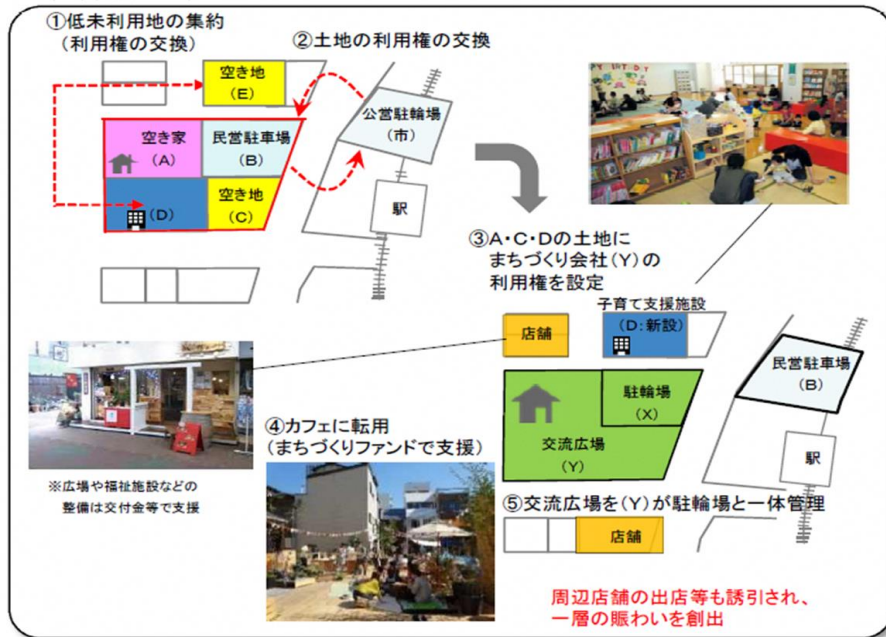 ①低未利用地の集約
(利用権の交換)
②土地の利用権の交換
空き地
(E)
公営駐輪場
(市)
空き家
(A)
民営駐車場
(B)
(D)
空き地
(C)
駅
③A・C・Dの土地に
まちづくり会社(Y)の
利用権を設定
子育て支援施設
店舗
(D:新設)
民営駐車場
(B)
駐輪場
(X)
④カフェに転用
(まちづくりファンドで支援)
交流広場
(Y)
駅
※広場や福祉施設などの
整備は交付金等で支援
⑤交流広場を(Y)が駐輪場と一体管理
店舗
周辺店舗の出店等も誘引され、
一層の賑わいを創出